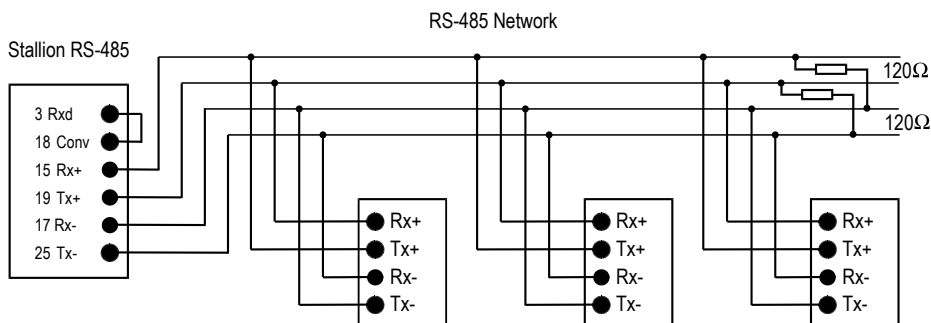 RS-485 Network
Stallion RS-485
3 Rxd
18 Conv
15 Rx+
19 Tx+
17 Rx-
25 Tx-
120Ω
120Ω
Rx+
Tx+
Rx-
Tx-
Rx+
Tx+
Rx-
Tx-
Rx+
Tx+
Rx-
Tx-